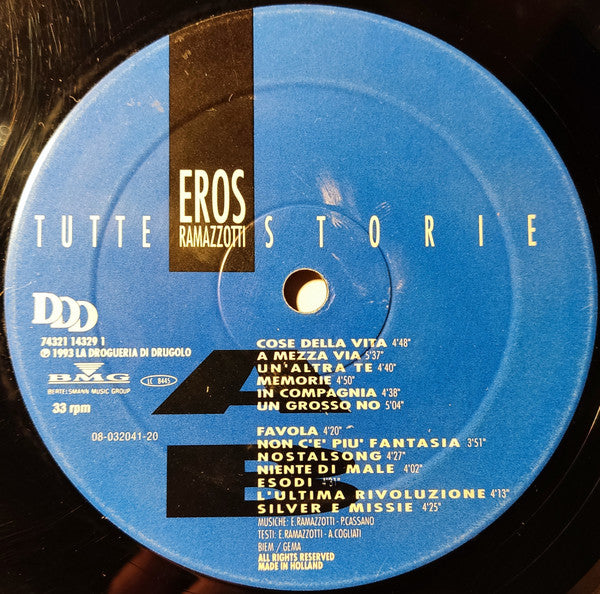 EROS
RAMAZZOTTI
TUTTE STORIE
DDD
74321 14329 1
℗ 1993 LA DROGUERIA DI DRUGOLO
BMG
BERTELSMANN MUSIC GROUP
LC 8445
33 rpm
08-032041-20
A
COSE DELLA VITA 4'48"
A MEZZA VIA 5'37"
UN'ALTRA TE 4'40"
MEMORIE 4'50"
IN COMPAGNIA 4'38"
UN GROSSO NO 5'04"
B
FAVOLA 4'20"
NON C'E' PIU' FANTASIA 3'51"
NOSTALSONG 4'27"
NIENTE DI MALE 4'02"
ESODI 4'31"
L'ULTIMA RIVOLUZIONE 4'13"
SILVER E MISSIE 4'25"
MUSICHE: E.RAMAZZOTTI - P.CASSANO
TESTI: E.RAMAZZOTTI - A.COGLIATI
BIEM / GEMA
ALL RIGHTS RESERVED
MADE IN HOLLAND